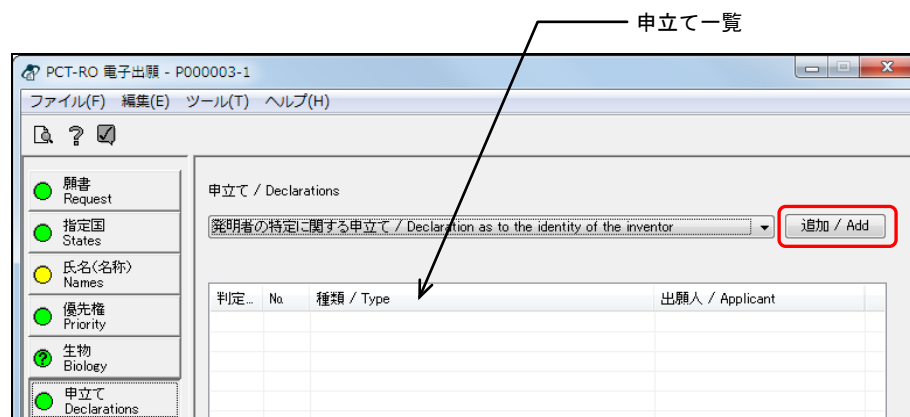 申立て一覧
PCT-RO 電子出願 - P000003-1
ファイル(F) 編集(E) ツール(T) ヘルプ(H)
願書
Request
指定国
States
氏名(名称)
Names
優先権
Priority
生物
Biology
申立て
Declarations
申立て / Declarations
発明者の特定に関する申立て / Declaration as to the identity of the inventor
追加 / Add
判定... No. 種類 / Type 出願人 / Applicant